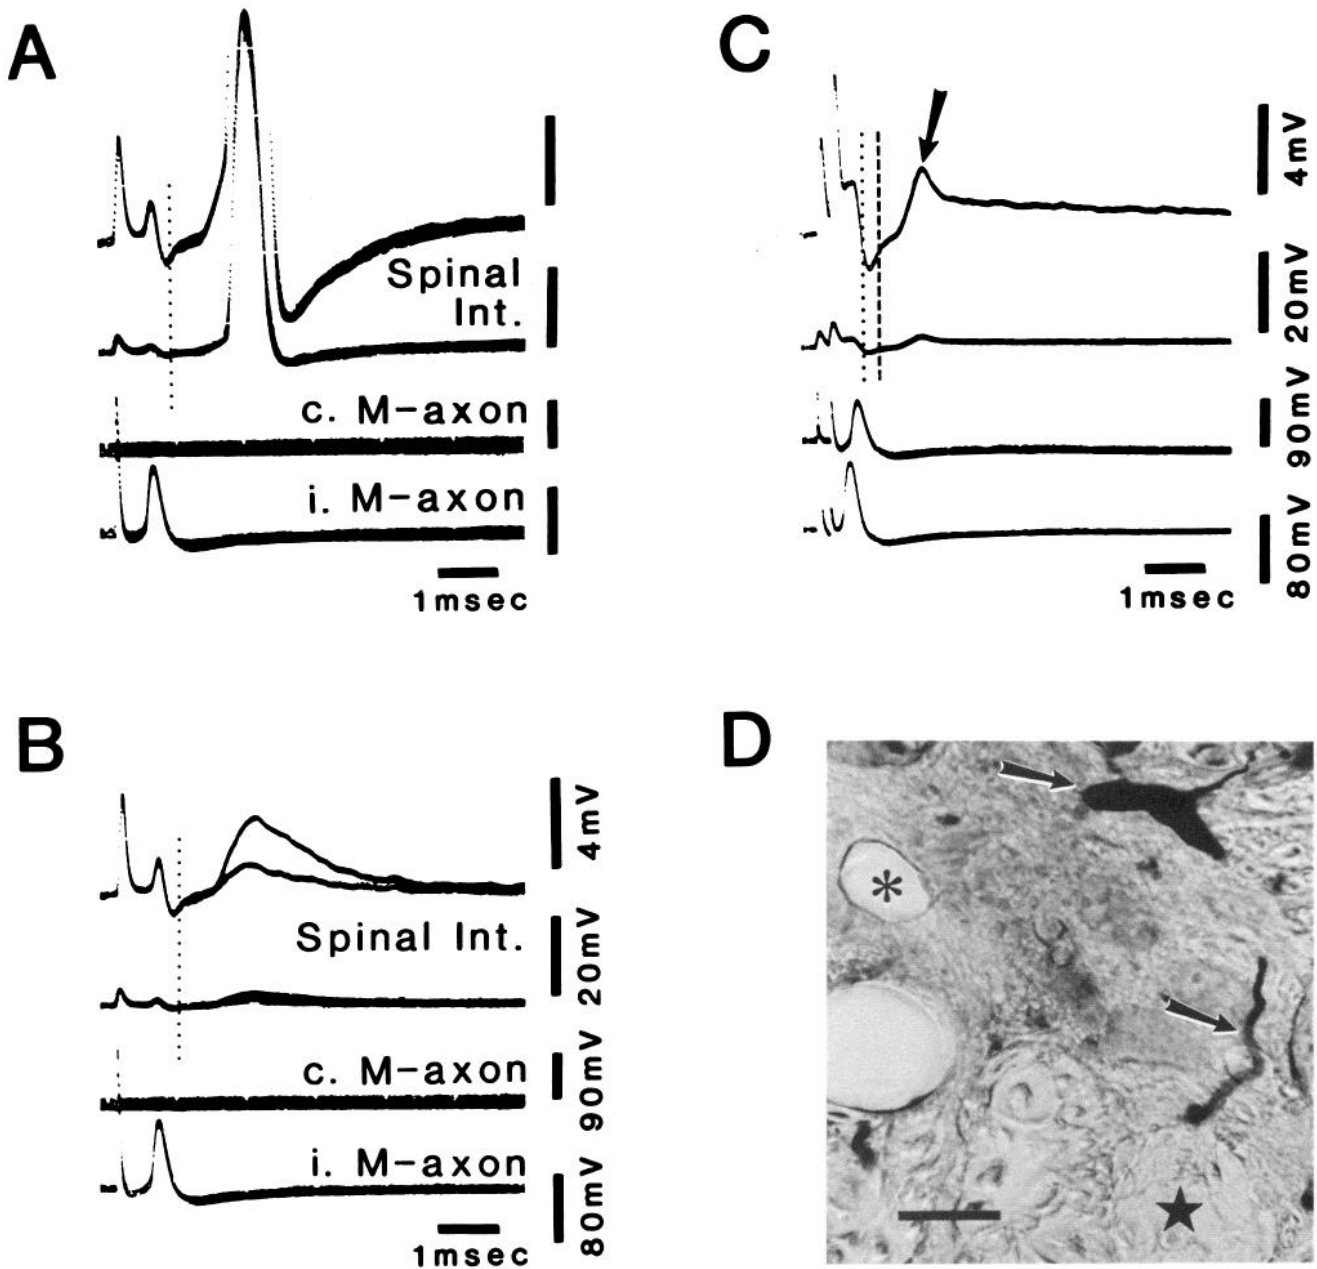 A
Spinal
Int.
c. M-axon
i. M-axon
1msec
C
4mV
20mV
90mV
80mV
1msec
B
4mV
Spinal Int.
20mV
c. M-axon
90mV
i. M-axon
80mV
1msec
D
*
★